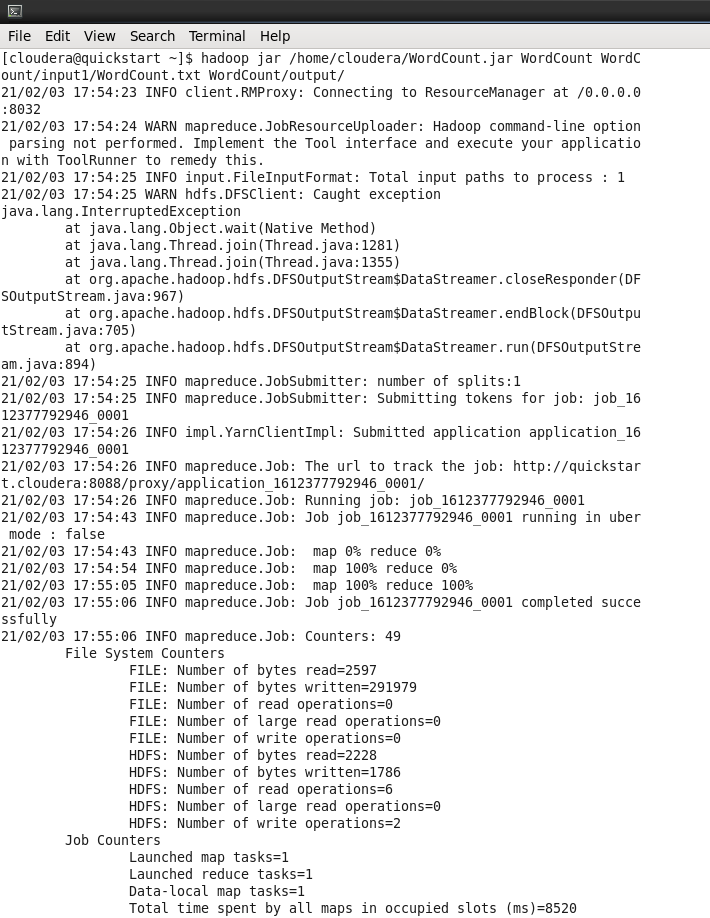 File Edit View Search Terminal Help
[cloudera@quickstart ~]$ hadoop jar /home/cloudera/WordCount.jar WordCount WordC
ount/input1/WordCount.txt WordCount/output/
21/02/03 17:54:23 INFO client.RMProxy: Connecting to ResourceManager at /0.0.0.0
:8032
21/02/03 17:54:24 WARN mapreduce.JobResourceUploader: Hadoop command-line option
 parsing not performed. Implement the Tool interface and execute your applicatio
n with ToolRunner to remedy this.
21/02/03 17:54:25 INFO input.FileInputFormat: Total input paths to process : 1
21/02/03 17:54:25 WARN hdfs.DFSClient: Caught exception
java.lang.InterruptedException
        at java.lang.Object.wait(Native Method)
        at java.lang.Thread.join(Thread.java:1281)
        at java.lang.Thread.join(Thread.java:1355)
        at org.apache.hadoop.hdfs.DFSOutputStream$DataStreamer.closeResponder(DF
SOutputStream.java:967)
        at org.apache.hadoop.hdfs.DFSOutputStream$DataStreamer.endBlock(DFSOutpu
tStream.java:705)
        at org.apache.hadoop.hdfs.DFSOutputStream$DataStreamer.run(DFSOutputStre
am.java:894)
21/02/03 17:54:25 INFO mapreduce.JobSubmitter: number of splits:1
21/02/03 17:54:25 INFO mapreduce.JobSubmitter: Submitting tokens for job: job_16
12377792946_0001
21/02/03 17:54:26 INFO impl.YarnClientImpl: Submitted application application_16
12377792946_0001
21/02/03 17:54:26 INFO mapreduce.Job: The url to track the job: http://quickstar
t.cloudera:8088/proxy/application_1612377792946_0001/
21/02/03 17:54:26 INFO mapreduce.Job: Running job: job_1612377792946_0001
21/02/03 17:54:43 INFO mapreduce.Job: Job job_1612377792946_0001 running in uber
 mode : false
21/02/03 17:54:43 INFO mapreduce.Job:  map 0% reduce 0%
21/02/03 17:54:54 INFO mapreduce.Job:  map 100% reduce 0%
21/02/03 17:55:05 INFO mapreduce.Job:  map 100% reduce 100%
21/02/03 17:55:06 INFO mapreduce.Job: Job job_1612377792946_0001 completed succe
ssfully
21/02/03 17:55:06 INFO mapreduce.Job: Counters: 49
        File System Counters
                FILE: Number of bytes read=2597
                FILE: Number of bytes written=291979
                FILE: Number of read operations=0
                FILE: Number of large read operations=0
                FILE: Number of write operations=0
                HDFS: Number of bytes read=2228
                HDFS: Number of bytes written=1786
                HDFS: Number of read operations=6
                HDFS: Number of large read operations=0
                HDFS: Number of write operations=2
        Job Counters
                Launched map tasks=1
                Launched reduce tasks=1
                Data-local map tasks=1
                Total time spent by all maps in occupied slots (ms)=8520